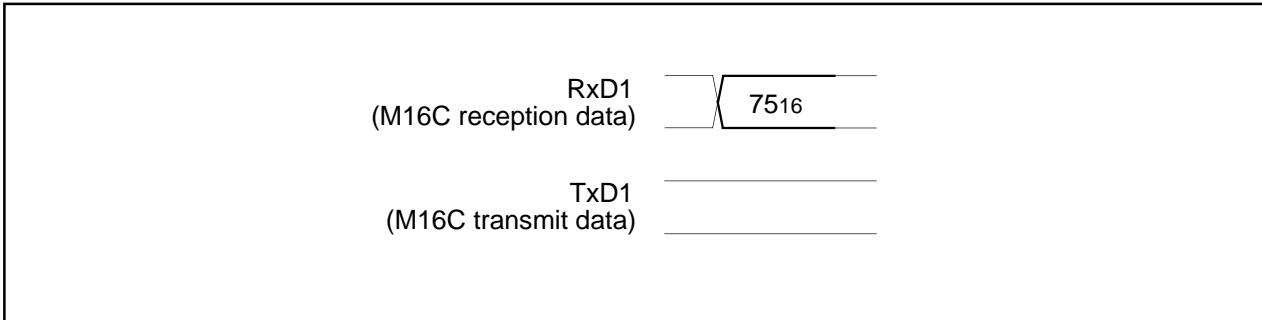 RxD1
(M16C reception data)
7516
TxD1
(M16C transmit data)